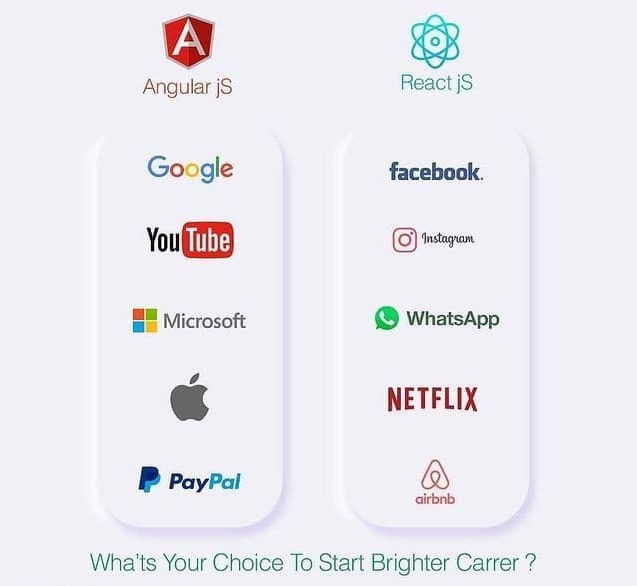 Angular jS
React jS
Google
facebook.
YouTube
Instagram
Microsoft
WhatsApp
NETFLIX
PayPal
airbnb
Wha'ts Your Choice To Start Brighter Carrer ?